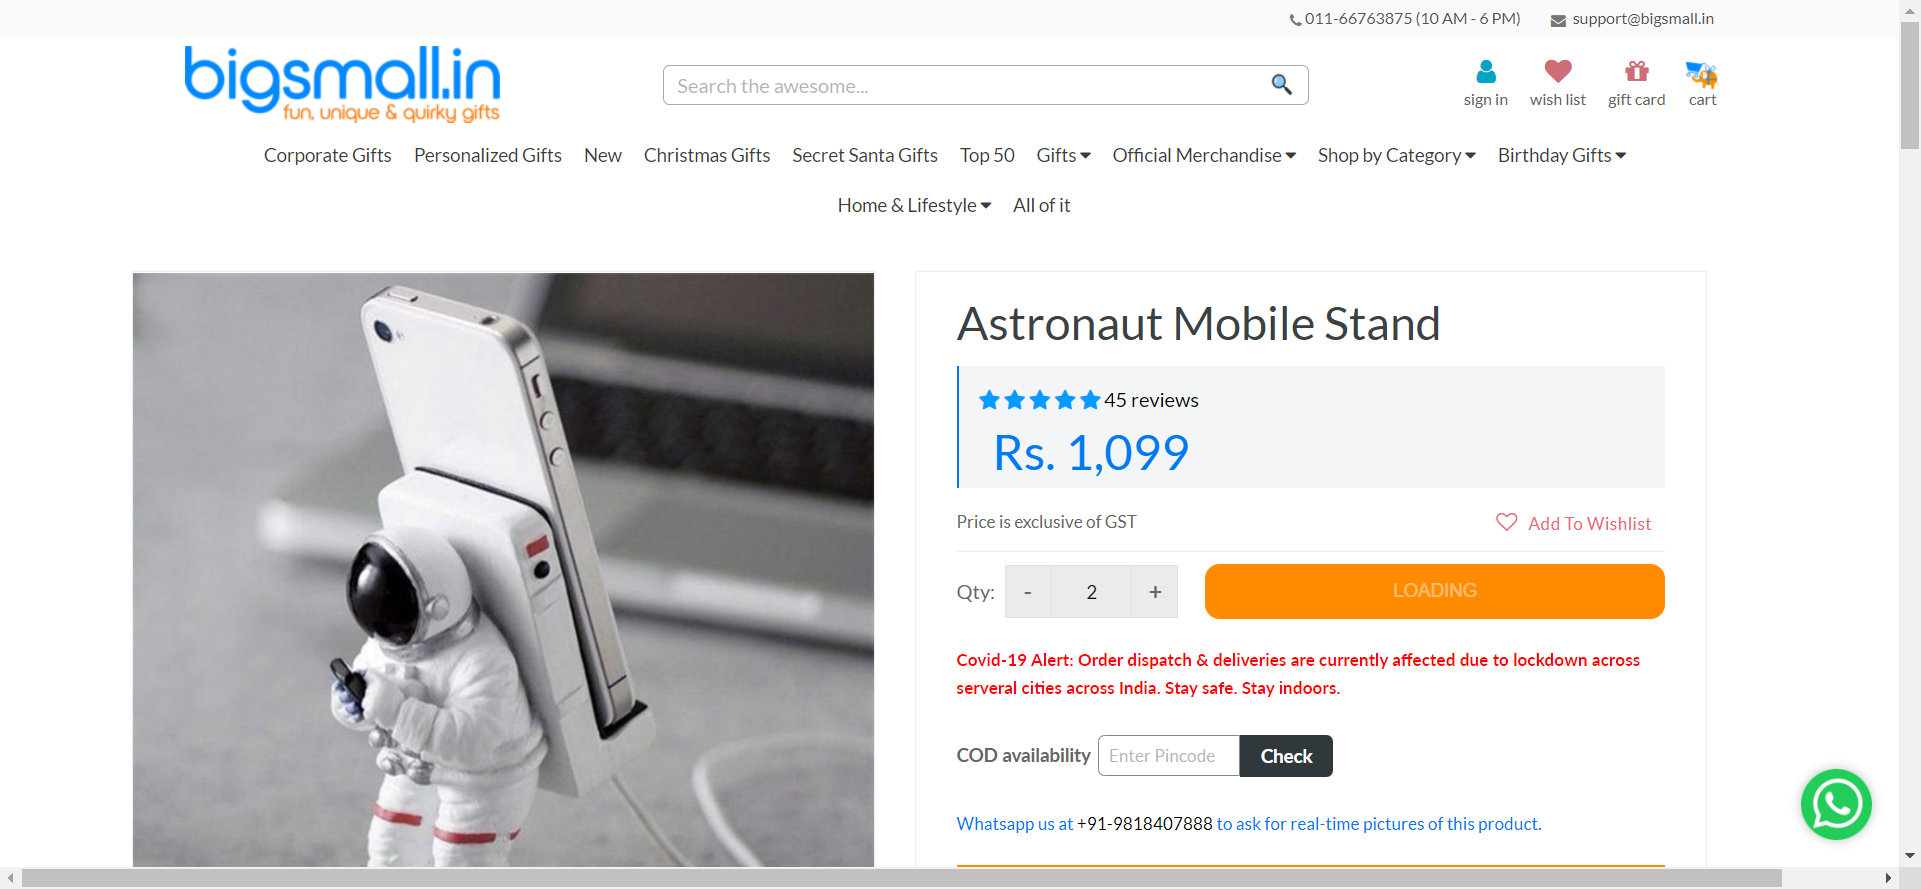 011-66763875 (10 AM - 6 PM) support@bigsmall.in
bigsmall.in
fun, unique & quirky gifts
Search the awesome...
sign in wish list gift card cart
Corporate Gifts Personalized Gifts New Christmas Gifts Secret Santa Gifts Top 50 Gifts Official Merchandise Shop by Category Birthday Gifts
Home & Lifestyle All of it
Astronaut Mobile Stand
45 reviews
Rs. 1,099
Price is exclusive of GST Add To Wishlist
Qty: - 2 + LOADING
Covid-19 Alert: Order dispatch & deliveries are currently affected due to lockdown across
serveral cities across India. Stay safe. Stay indoors.
COD availability Enter Pincode Check
Whatsapp us at +91-9818407888 to ask for real-time pictures of this product.